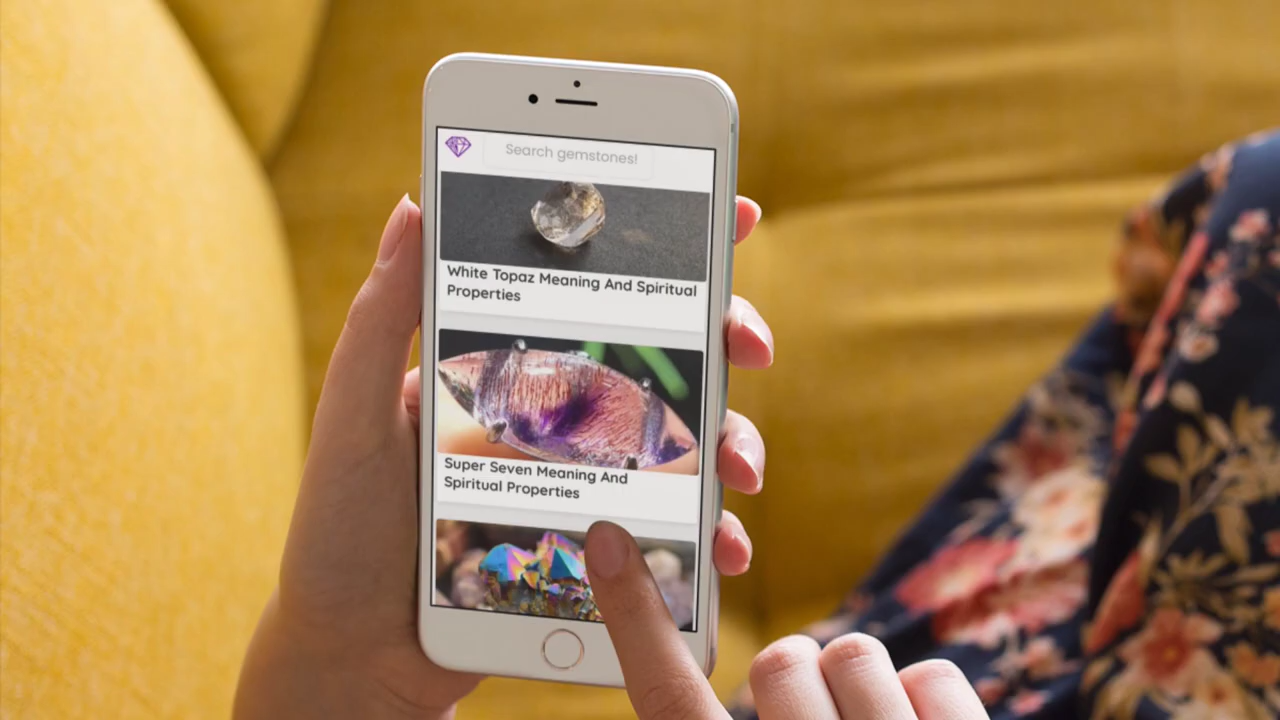 Search gemstones!
White Topaz Meaning And Spiritual
Properties
Super Seven Meaning And
Spiritual Properties